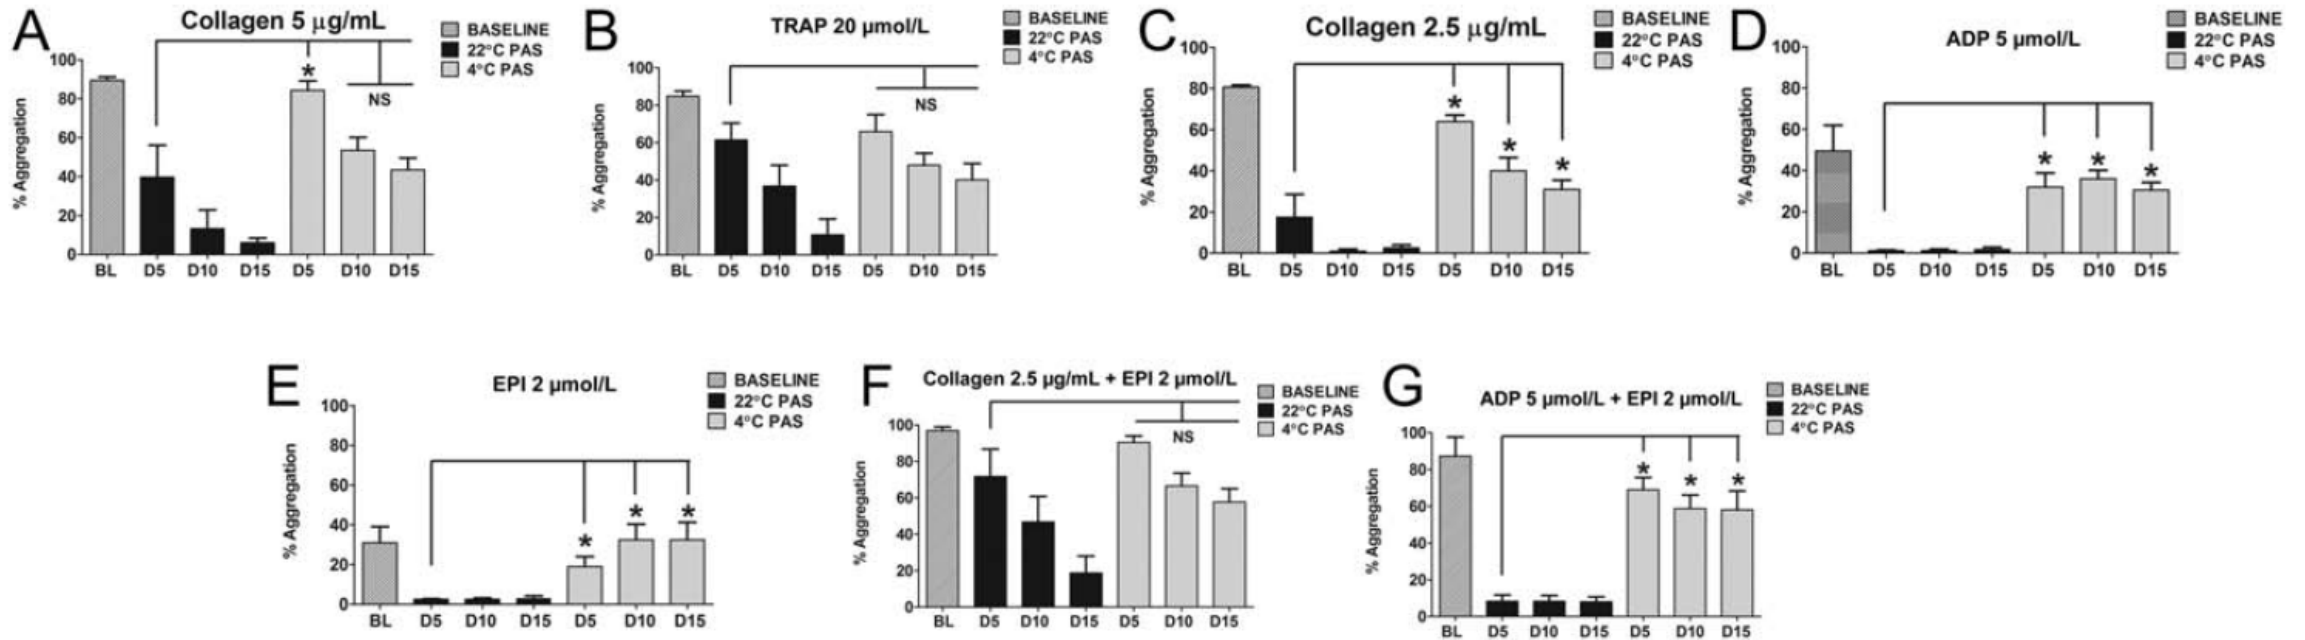 A
Collagen 5 μg/mL
BASELINE
22°C PAS
4°C PAS
% Aggregation
100
80
60
40
20
0
*
NS
BL D5 D10 D15 D5 D10 D15
B
TRAP 20 μmol/L
BASELINE
22°C PAS
4°C PAS
% Aggregation
100
80
60
40
20
0
NS
BL D5 D10 D15 D5 D10 D15
C
Collagen 2.5 μg/mL
BASELINE
22°C PAS
4°C PAS
% Aggregation
100
80
60
40
20
0
* * *
BL D5 D10 D15 D5 D10 D15
D
ADP 5 μmol/L
BASELINE
22°C PAS
4°C PAS
% Aggregation
100
80
60
40
20
0
* * *
BL D5 D10 D15 D5 D10 D15
E
EPI 2 μmol/L
BASELINE
22°C PAS
4°C PAS
% Aggregation
100
80
60
40
20
0
* * *
BL D5 D10 D15 D5 D10 D15
F
Collagen 2.5 μg/mL + EPI 2 μmol/L
BASELINE
22°C PAS
4°C PAS
% Aggregation
100
80
60
40
20
0
NS
BL D5 D10 D15 D5 D10 D15
G
ADP 5 μmol/L + EPI 2 μmol/L
BASELINE
22°C PAS
4°C PAS
% Aggregation
100
80
60
40
20
0
* * *
BL D5 D10 D15 D5 D10 D15